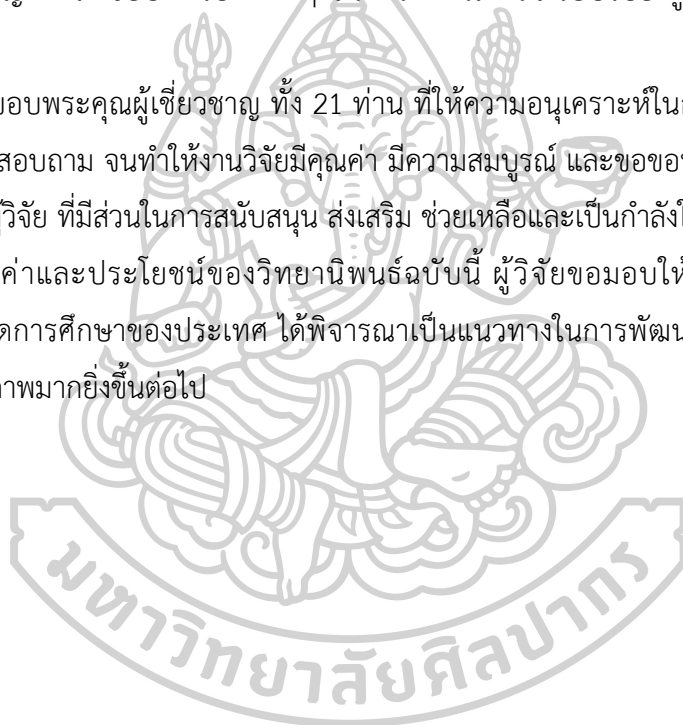 อบพระคุณผู้เชี่ยวชาญ ทั้ง 21 ท่าน ที่ให้ความอนุเคราะห์ใน
สอบถาม จนทำให้งานวิจัยมีคุณค่า มีความสมบูรณ์ และขอขอ
ผู้วิจัย ที่มีส่วนในการสนับสนุน ส่งเสริม ช่วยเหลือและเป็นกำลัง
ค่าและประโยชน์ของวิทยานิพนธ์ฉบับนี้ ผู้วิจัยขอมอบให้
ดการศึกษาของประเทศ ได้พิจารณาเป็นแนวทางในการพัฒน
าพมากยิ่งขึ้นต่อไป
มหาวิทยาลัยศิลปากร